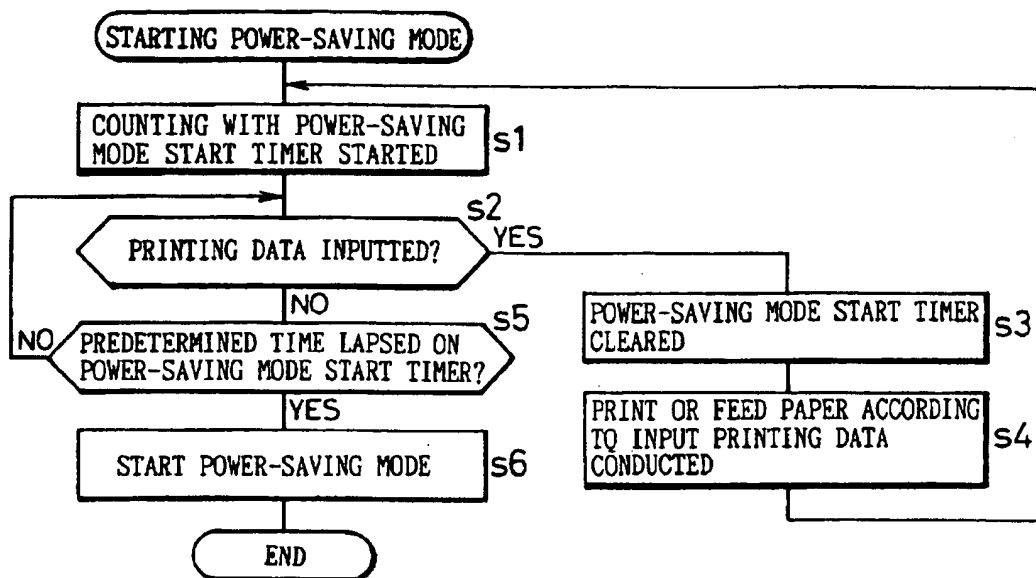 STARTING POWER-SAVING MODE
COUNTING WITH POWER-SAVING
MODE START TIMER STARTED
s1
s2
PRINTING DATA INPUTTED?
YES
NO
s5
NO
PREDETERMINED TIME LAPSED ON
POWER-SAVING MODE START TIMER?
YES
START POWER-SAVING MODE
s6
END
POWER-SAVING MODE START TIMER
CLEARED
s3
PRINT OR FEED PAPER ACCORDING
TO INPUT PRINTING DATA
CONDUCTED
s4